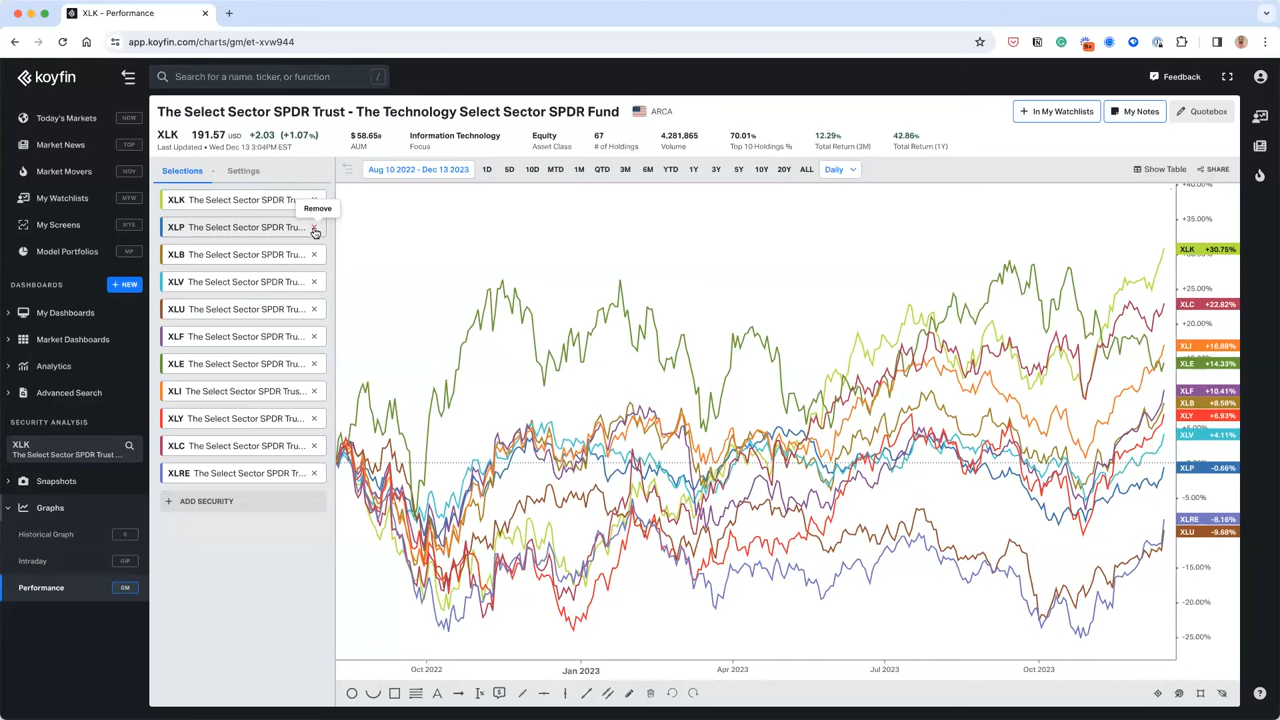 XLK - Performance
app.koyfin.com/charts/gm/et-xvw944
9+
koyfin
Search for a name, ticker, or function
/
Feedback
Today's Markets NOW
Market News TOP
Market Movers MOV
My Watchlists MYW
My Screens MYS
Model Portfolios MP
DASHBOARDS + NEW
My Dashboards
Market Dashboards
Analytics
Advanced Search
SECURITY ANALYSIS
XLK
The Select Sector SPDR Trust ...
Snapshots
Graphs
Historical Graph G
Intraday GIP
Performance GM
The Select Sector SPDR Trust - The Technology Select Sector SPDR Fund
ARCA
+ In My Watchlists
My Notes
Quotebox
XLK 191.57 USD +2.03 (+1.07%)
Last Updated • Wed Dec 13 3:04PM EST
$ 58.65B
AUM
Information Technology
Focus
Equity
Asset Class
67
# of Holdings
4,281,865
Volume
70.01%
Top 10 Holdings %
12.29%
Total Return (3M)
42.86%
Total Return (1Y)
Selections
Settings
Aug 10 2022 - Dec 13 2023
1D 5D 10D MTD 1M QTD 3M 6M YTD 1Y 3Y 5Y 10Y 20Y ALL
Daily
Show Table
SHARE
XLK The Select Sector SPDR Tru
Remove
XLP The Select Sector SPDR Tru...
XLB The Select Sector SPDR Tru...
XLV The Select Sector SPDR Tru...
XLU The Select Sector SPDR Tru...
XLF The Select Sector SPDR Tru...
XLE The Select Sector SPDR Tru...
XLI The Select Sector SPDR Trus...
XLY The Select Sector SPDR Tru...
XLC The Select Sector SPDR Tru...
XLRE The Select Sector SPDR Tr...
+ ADD SECURITY
+40.00%
+35.00%
XLK +30.75%
+25.00%
XLC +22.82%
+20.00%
XLI +16.88%
XLE +14.33%
XLF +10.41%
XLB +8.58%
XLY +6.93%
XLV +4.11%
XLP -0.66%
-5.00%
XLRE -8.16%
XLU -9.68%
-15.00%
-20.00%
-25.00%
Oct 2022
Jan 2023
Apr 2023
Jul 2023
Oct 2023